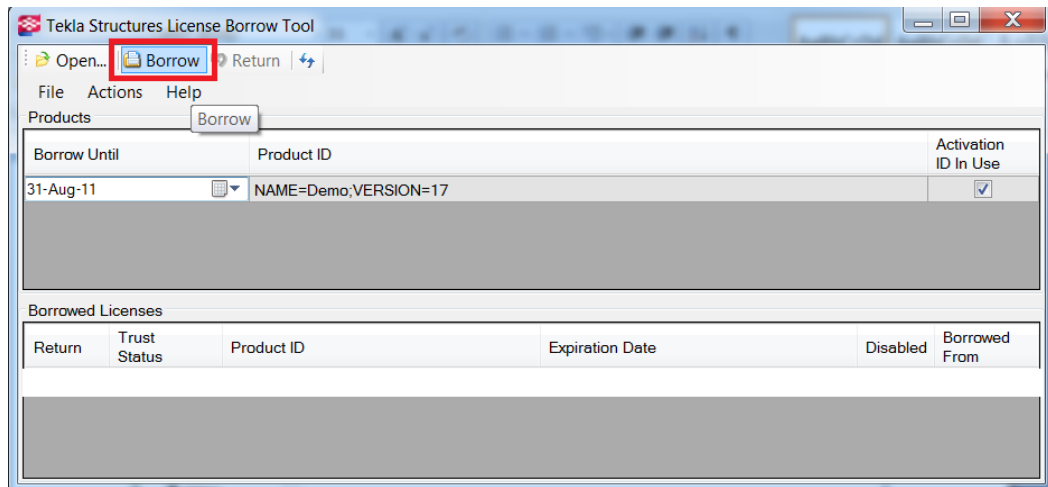 Tekla Structures License Borrow Tool
Open... Borrow Return
File Actions Help
Borrow
Products
Borrow Until Product ID Activation ID In Use
31-Aug-11 NAME=Demo;VERSION=17
Borrowed Licenses
Return Trust Status Product ID Expiration Date Disabled Borrowed From